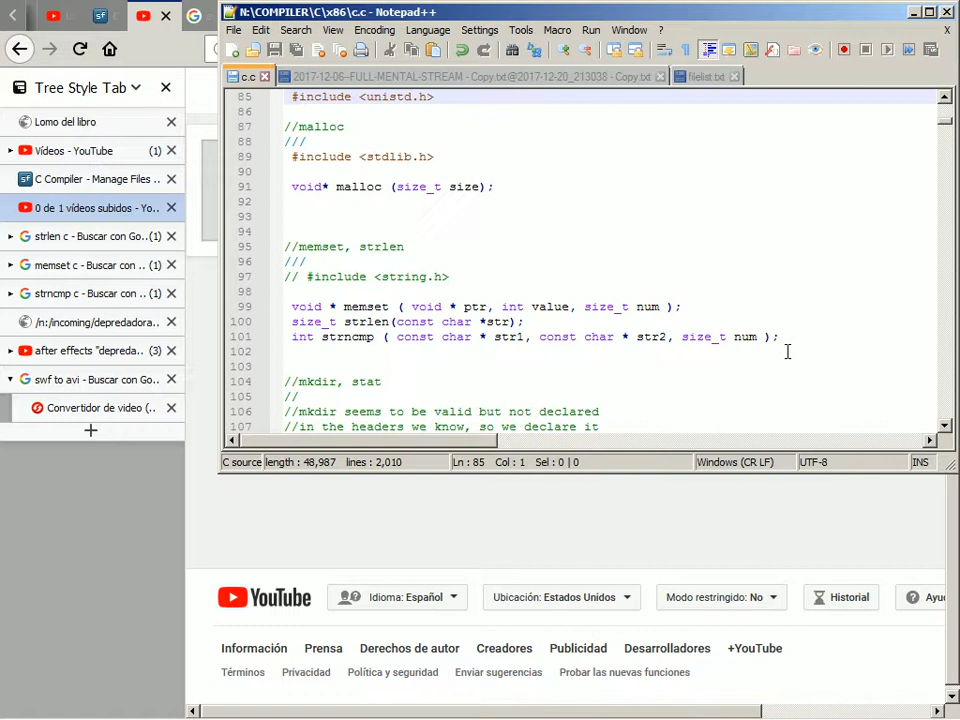 N:\COMPILER\C\x86\c.c - Notepad++
File Edit Search View Encoding Language Settings Tools Macro Run Window ? X
c.c 2017-12-06--FULL-MENTAL-STREAM - Copy.txt@2017-12-20_213038 - Copy.txt filelist.txt
Tree Style Tab
Lomo del libro
Vídeos - YouTube (1)
C Compiler - Manage Files ..
0 de 1 vídeos subidos - Yo..
strlen c - Buscar con Go.. (1)
memset c - Buscar con .. (1)
strncmp c - Buscar con .. (1)
/n:/incoming/depredadora..
after effects "depreda.. (3)
swf to avi - Buscar con Go..
Convertidor de video (..
85 #include <unistd.h>
86
87 //malloc
88 ///
89 #include <stdlib.h>
90
91 void* malloc (size_t size);
92
93
94
95 //memset, strlen
96 ///
97 // #include <string.h>
98
99 void * memset ( void * ptr, int value, size_t num );
100 size_t strlen(const char *str);
101 int strncmp ( const char * str1, const char * str2, size_t num );
102
103
104 //mkdir, stat
105 //
106 //mkdir seems to be valid but not declared
107 //in the headers we know, so we declare it
C source length : 48,987 lines : 2,010 Ln : 85 Col : 1 Sel : 0 | 0 Windows (CR LF) UTF-8 INS
YouTube Idioma: Español Ubicación: Estados Unidos Modo restringido: No Historial Ayu
Información Prensa Derechos de autor Creadores Publicidad Desarrolladores +YouTube
Términos Privacidad Política y seguridad Enviar sugerencias Probar las nuevas funciones